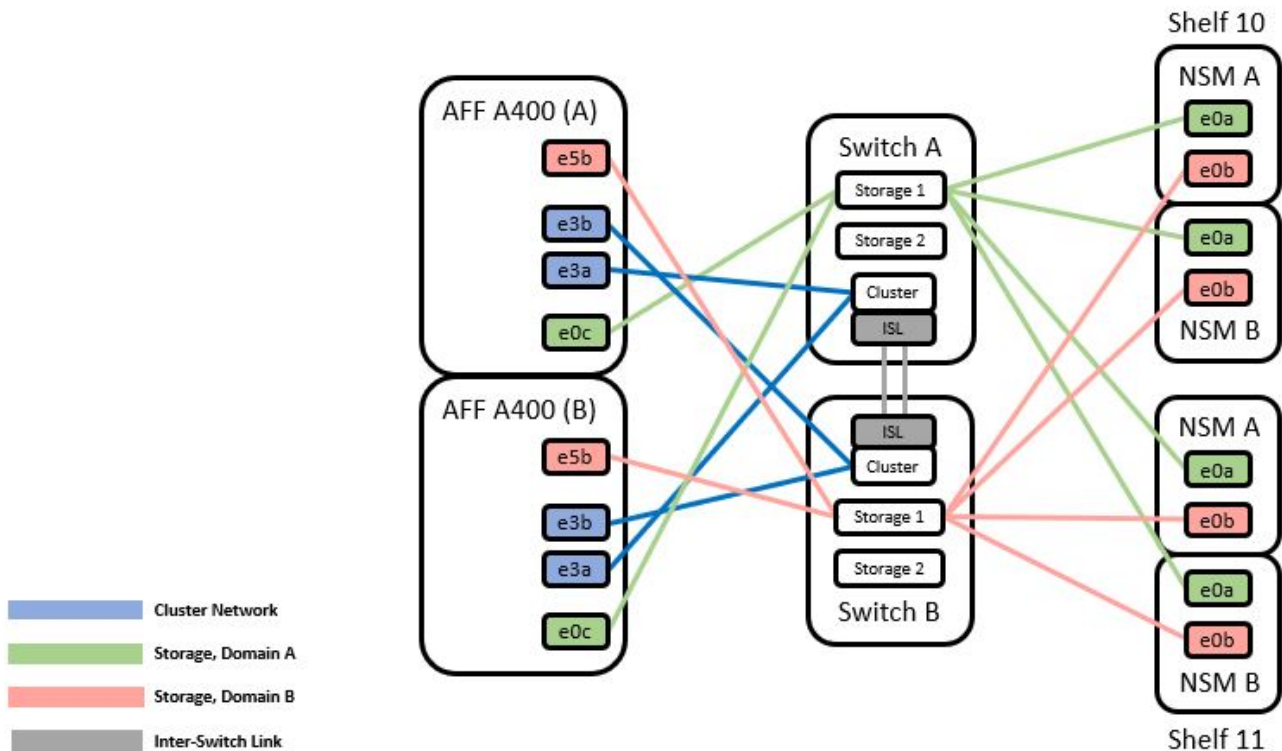 AFF A400 (A)
e5b
e3b
e3a
e0c
AFF A400 (B)
e5b
e3b
e3a
e0c
Switch A
Storage 1
Storage 2
Cluster
ISL
ISL
Cluster
Storage 1
Storage 2
Switch B
Shelf 10
NSM A
e0a
e0b
e0a
e0b
NSM B
NSM A
e0a
e0b
e0a
e0b
NSM B
Shelf 11
Cluster Network
Storage, Domain A
Storage, Domain B
Inter-Switch Link